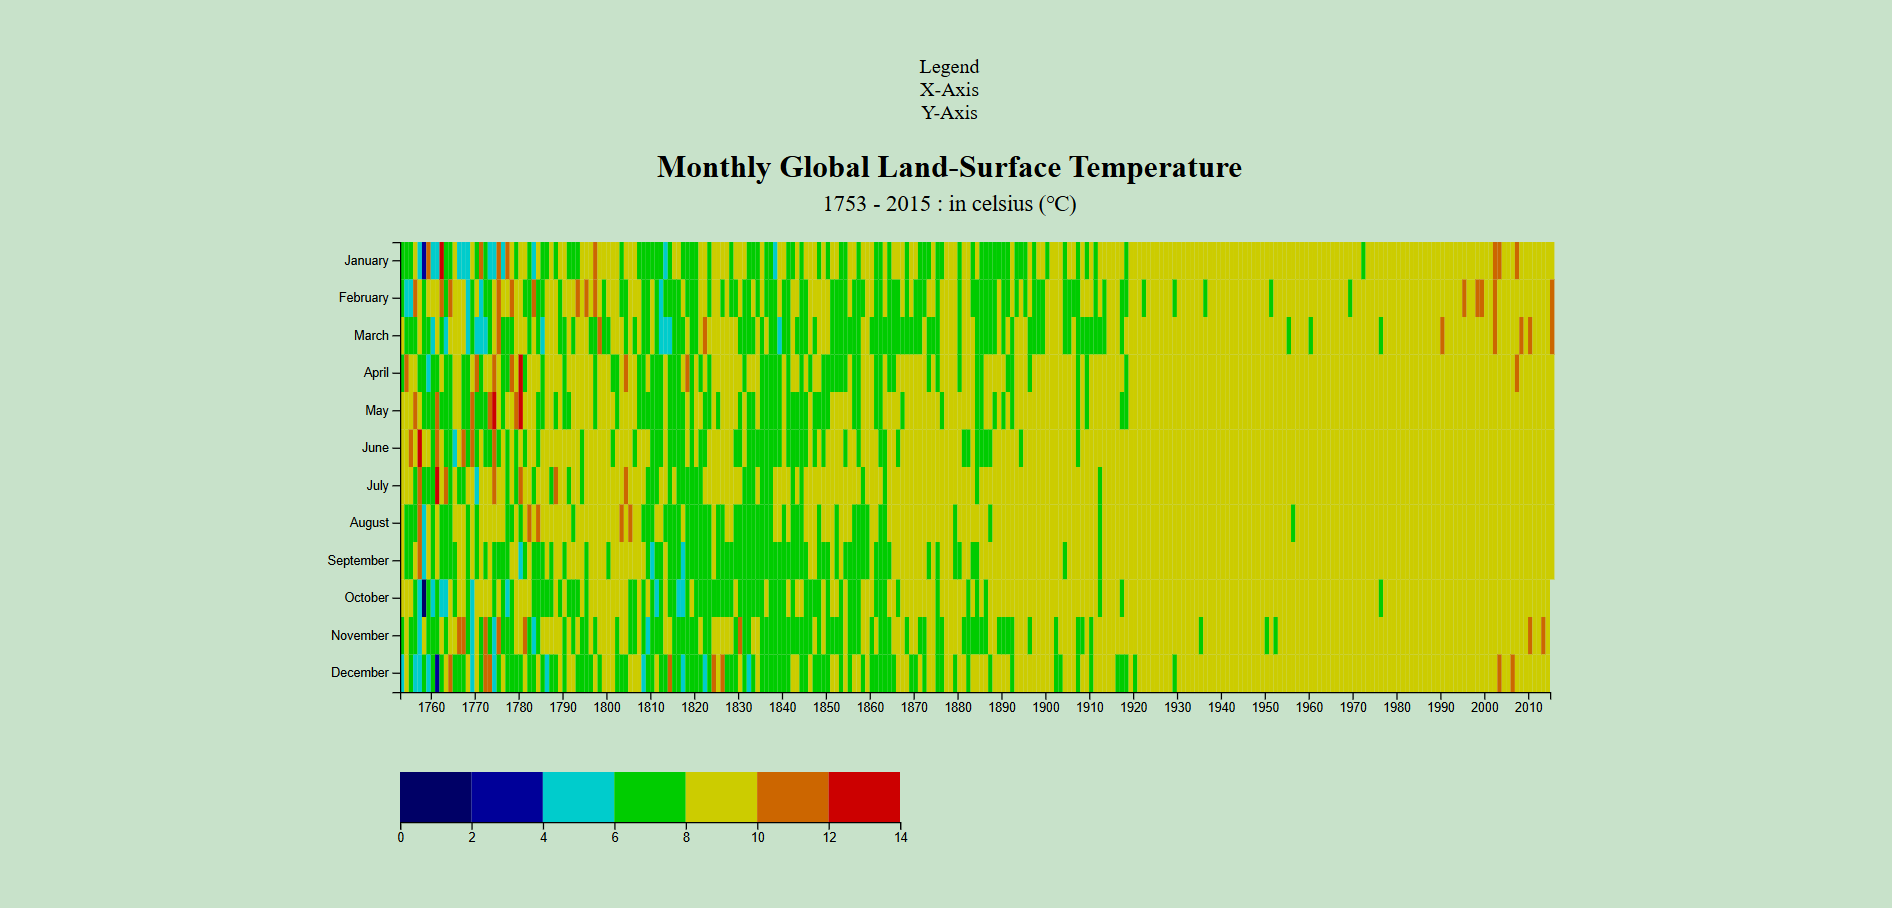 Legend
X-Axis
Y-Axis
Monthly Global Land-Surface Temperature
1753 - 2015 : in celsius (℃)
January
February
March
April
May
June
July
August
September
October
November
December
1760 1770 1780 1790 1800 1810 1820 1830 1840 1850 1860 1870 1880 1890 1900 1910 1920 1930 1940 1950 1960 1970 1980 1990 2000 2010
0 2 4 6 8 10 12 14